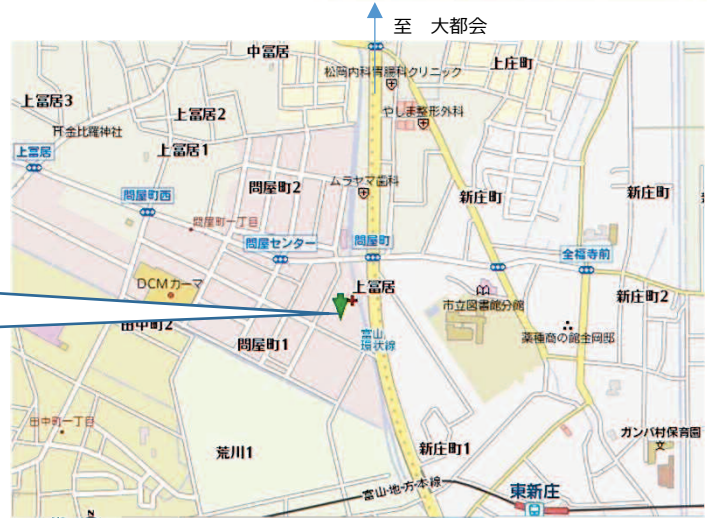 至 大都会
中冨居
松岡内科胃腸科クリニック
上庄町
上冨居3
上冨居2
やしま整形外科
金比羅神社
上冨居1
上冨居
問屋町2
ムラヤマ歯科
新庄町
新庄町
問屋町西
問屋町一丁目
問屋センター
問屋町
全福寺前
DCMカーマ
上冨居
市立図書館分館
新庄町2
田中町2
富山環状線
薬種商の館金岡邸
問屋町1
田中町一丁目
荒川1
新庄町1
ガンバ村保育園
富山地方本線
東新庄